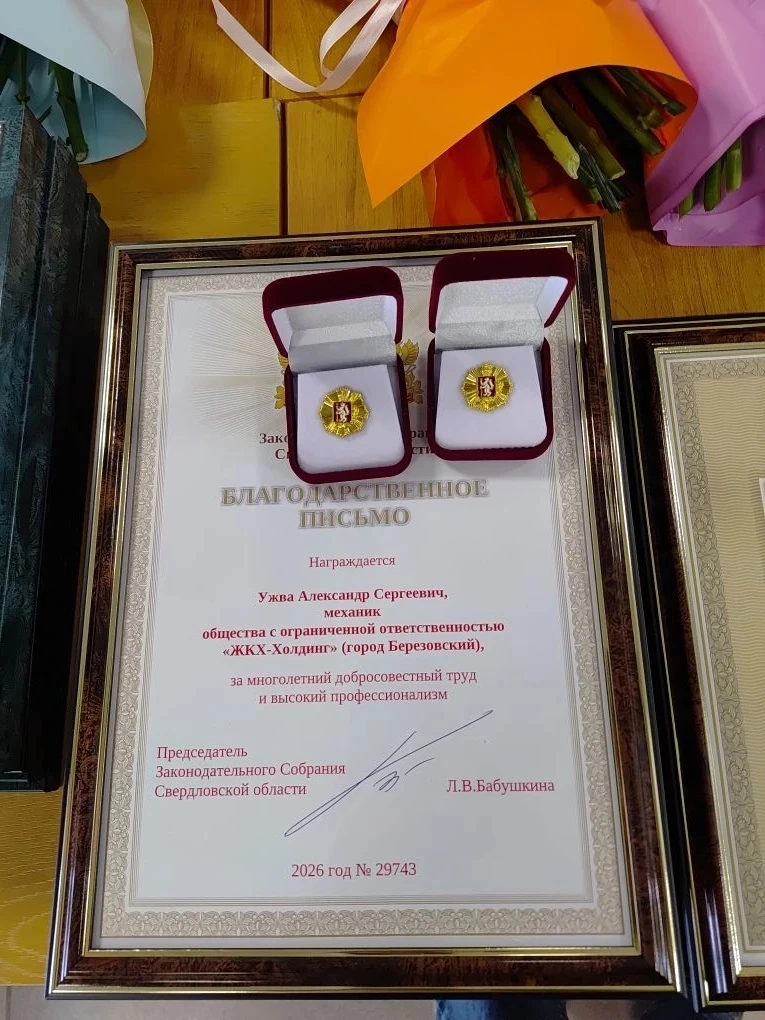 БЛАГОДАРСТВЕННОЕ
ПИСЬМО
Награждается
Ужва Александр Сергеевич,
механик
общества с ограниченной ответственностью
«ЖКХ-Холдинг» (город Березовский),
за многолетний добросовестный труд
и высокий профессионализм
Председатель
Законодательного Собрания
Свердловской области
Л.В.Бабушкина
2026 год № 29743